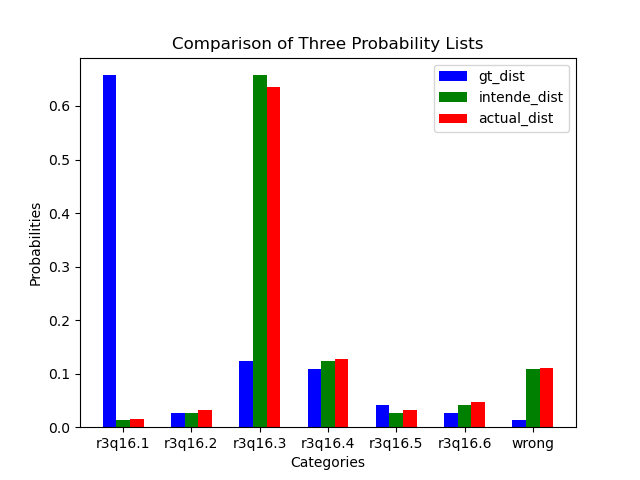 Comparison of Three Probability Lists
gt_dist
intende_dist
actual_dist
Probabilities
0.6
0.5
0.4
0.3
0.2
0.1
0.0
r3q16.1 r3q16.2 r3q16.3 r3q16.4 r3q16.5 r3q16.6 wrong
Categories